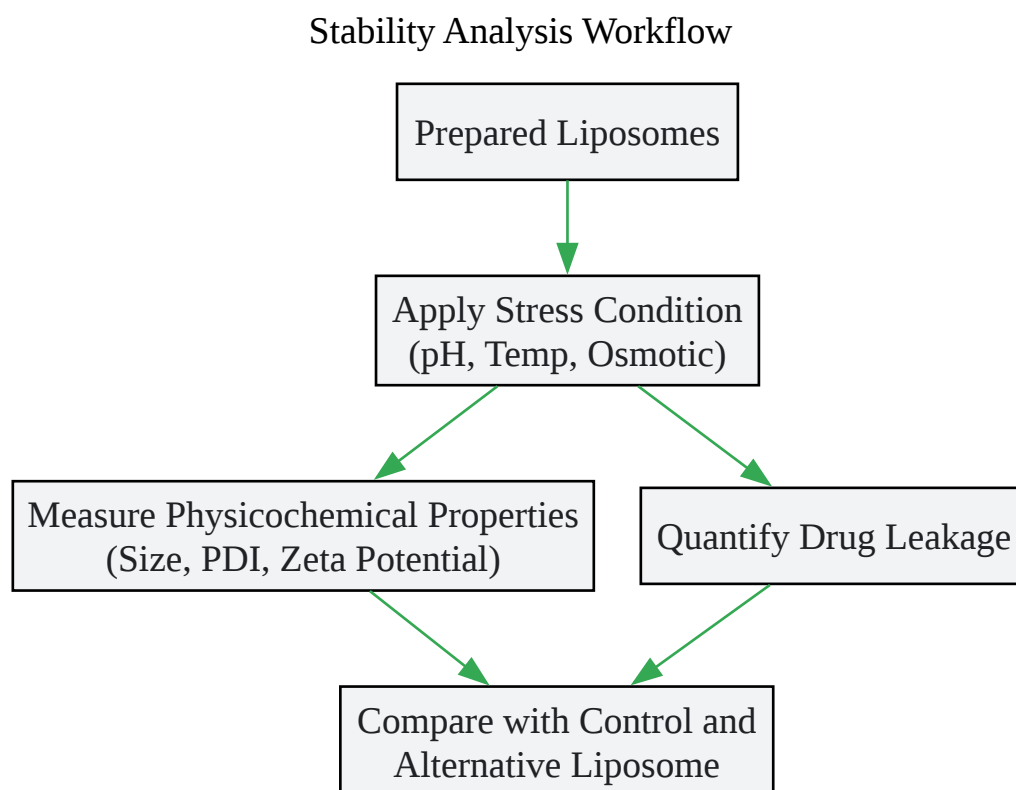 Stability Analysis Workflow
Prepared Liposomes
Apply Stress Condition
(pH, Temp, Osmotic)
Measure Physicochemical Properties
(Size, PDI, Zeta Potential)
Quantify Drug Leakage
Compare with Control and
Alternative Liposome